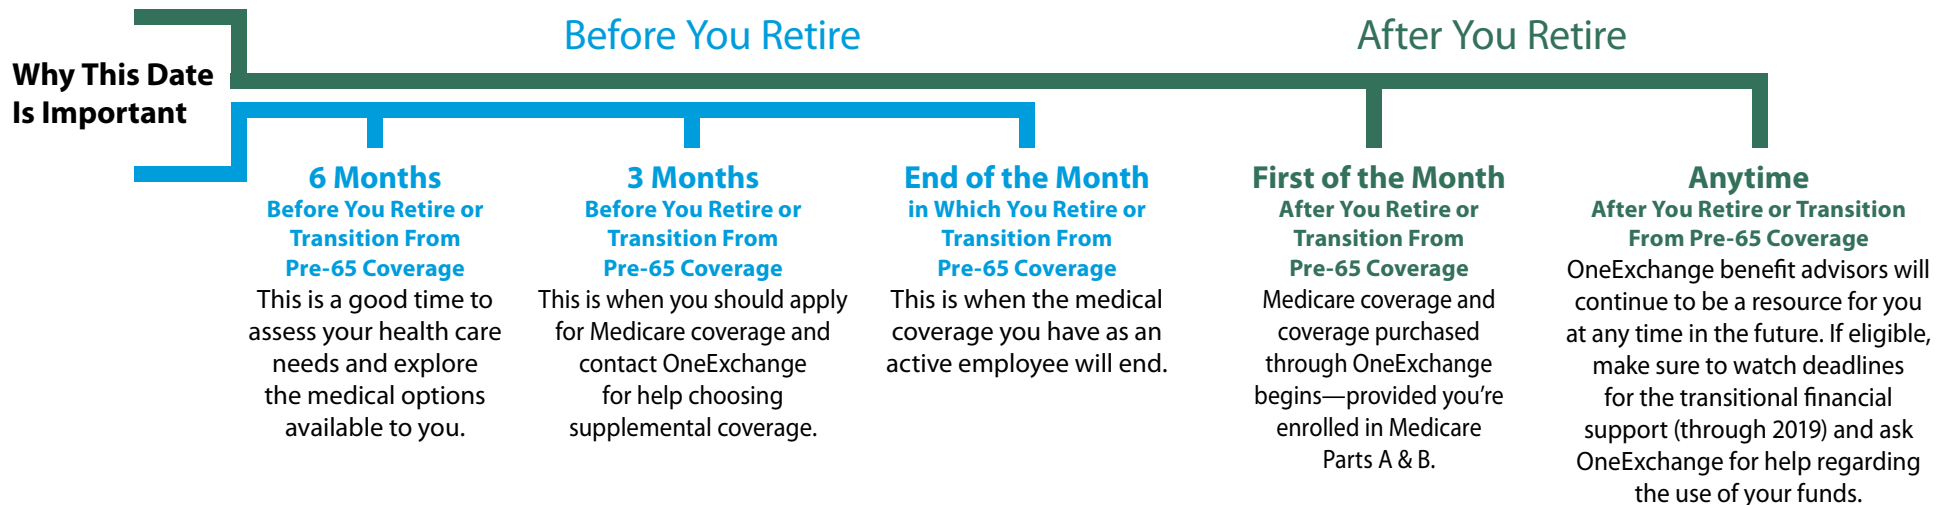 Before You Retire
After You Retire
Why This Date
Is Important
6 Months
Before You Retire or
Transition From
Pre-65 Coverage
This is a good time to
assess your health care
needs and explore
the medical options
available to you.
3 Months
Before You Retire or
Transition From
Pre-65 Coverage
This is when you should apply
for Medicare coverage and
contact OneExchange
for help choosing
supplemental coverage.
End of the Month
in Which You Retire or
Transition From
Pre-65 Coverage
This is when the medical
coverage you have as an
active employee will end.
First of the Month
After You Retire or
Transition From
Pre-65 Coverage
Medicare coverage and
coverage purchased
through OneExchange
begins—provided you’re
enrolled in Medicare
Parts A & B.
Anytime
After You Retire or Transition
From Pre-65 Coverage
OneExchange benefit advisors will
continue to be a resource for you
at any time in the future. If eligible,
make sure to watch deadlines
for the transitional financial
support (through 2019) and ask
OneExchange for help regarding
the use of your funds.